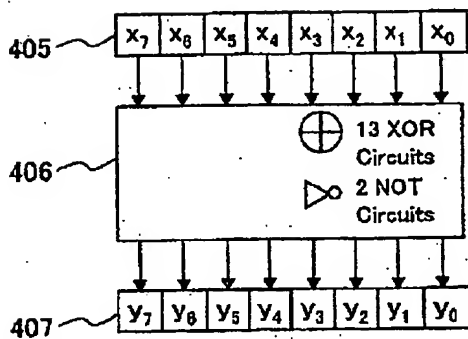 405 x₇ x₆ x₅ x₄ x₃ x₂ x₁ x₀
406
13 XOR
Circuits
2 NOT
Circuits
407 y₇ y₆ y₅ y₄ y₃ y₂ y₁ y₀